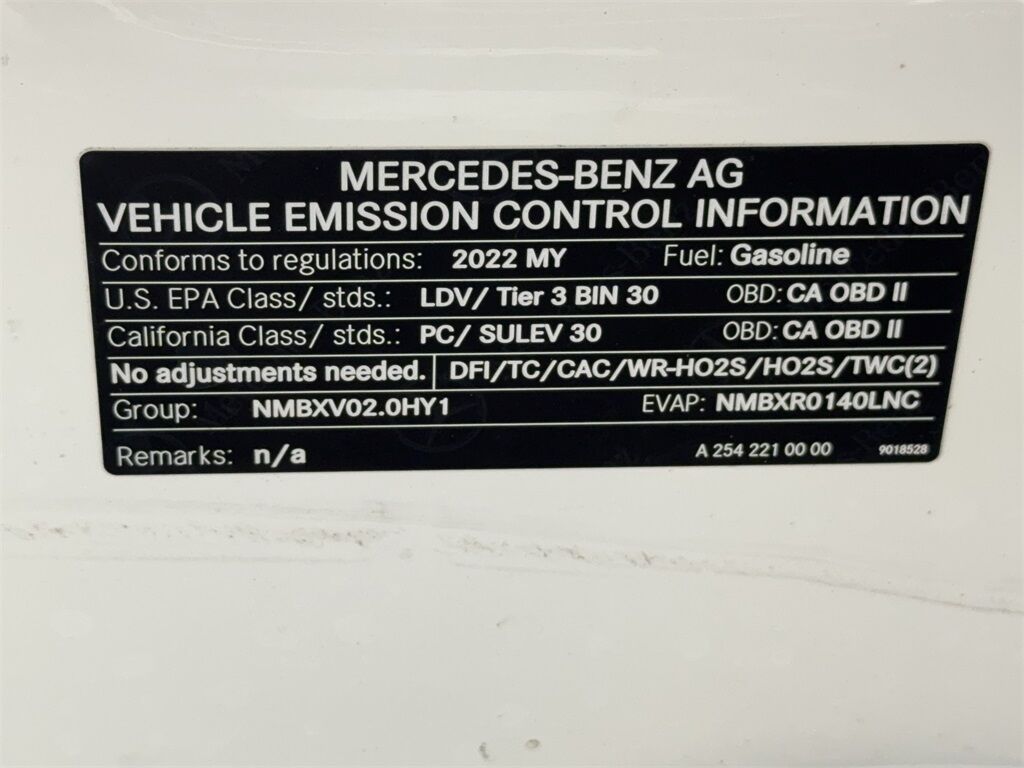 MERCEDES-BENZ AG
VEHICLE EMISSION CONTROL INFORMATION
Conforms to regulations: 2022 MY Fuel: Gasoline
U.S. EPA Class/ stds.: LDV/ Tier 3 BIN 30 OBD: CA OBD II
California Class/ stds.: PC/ SULEV 30 OBD: CA OBD II
No adjustments needed. DFI/TC/CAC/WR-HO2S/HO2S/TWC(2)
Group: NMBXV02.0HY1 EVAP: NMBXR0140LNC
Remarks: n/a A 254 221 00 00 9018528